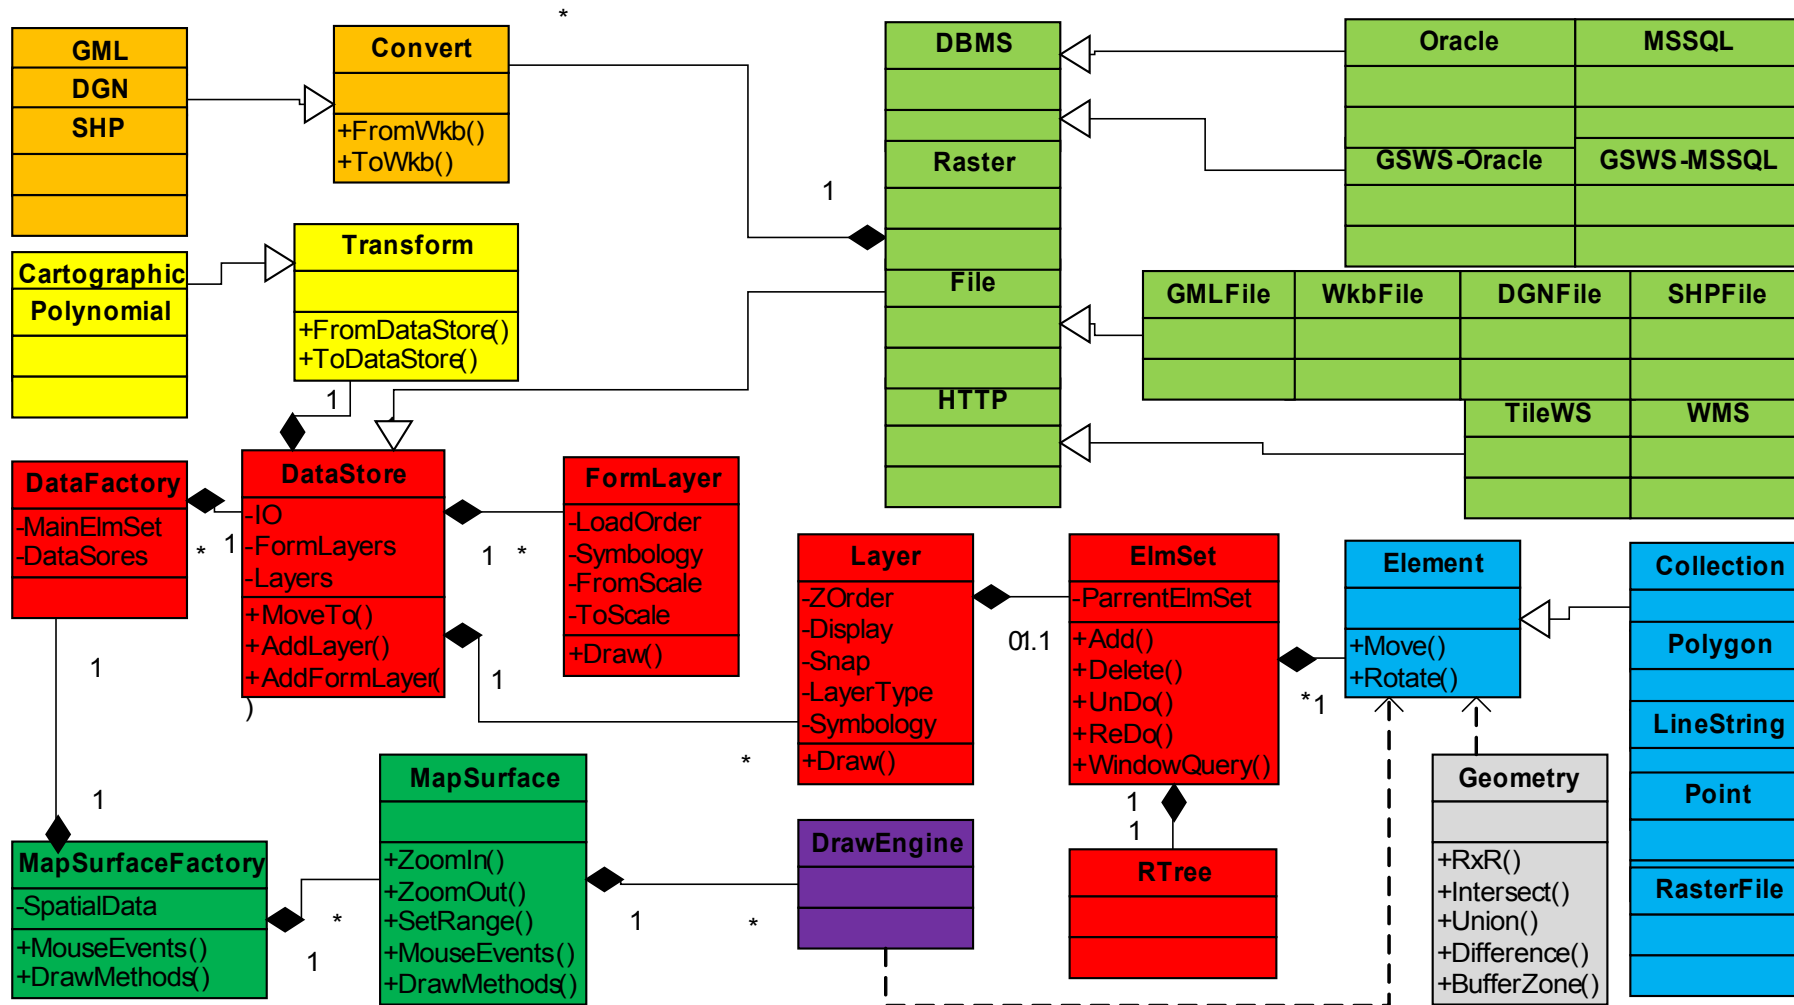 *
GML
DGN
SHP
Convert
+FromWkb()
+ToWkb()
1
DBMS
Raster
File
HTTP
Oracle
MSSQL
GSWS-Oracle
GSWS-MSSQL
GMLFile
WkbFile
DGNFile
SHPFile
TileWS
WMS
Cartographic
Polynomial
Transform
+FromDataStore()
+ToDataStore()
1
DataFactory
-MainElmSet
-DataSores
*
1
DataStore
-IO
-FormLayers
-Layers
+MoveTo()
+AddLayer()
+AddFormLayer(
)
1
*
FormLayer
-LoadOrder
-Symbology
-FromScale
-ToScale
+Draw()
1
*
Layer
-ZOrder
-Display
-Snap
-LayerType
-Symbology
+Draw()
0..1
ElmSet
-ParrentElmSet
+Add()
+Delete()
+UnDo()
+ReDo()
+WindowQuery()
*1
Element
+Move()
+Rotate()
Collection
Polygon
LineString
Point
RasterFile
1
1
MapSurfaceFactory
-SpatialData
+MouseEvents()
+DrawMethods()
*
1
MapSurface
+ZoomIn()
+ZoomOut()
+SetRange()
+MouseEvents()
+DrawMethods()
1
*
DrawEngine
1
1
RTree
Geometry
+RxR()
+Intersect()
+Union()
+Difference()
+BufferZone()